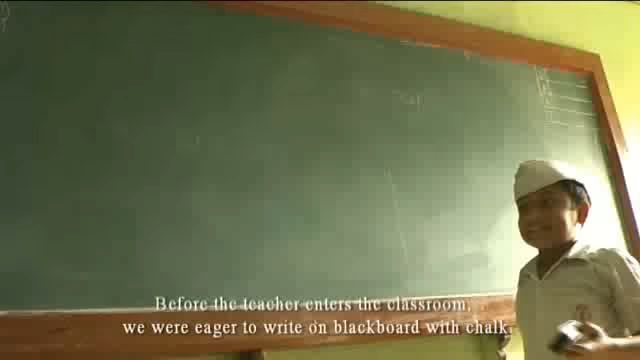 Before the teacher enters the classroom,
we were eager to write on blackboard with chalk.